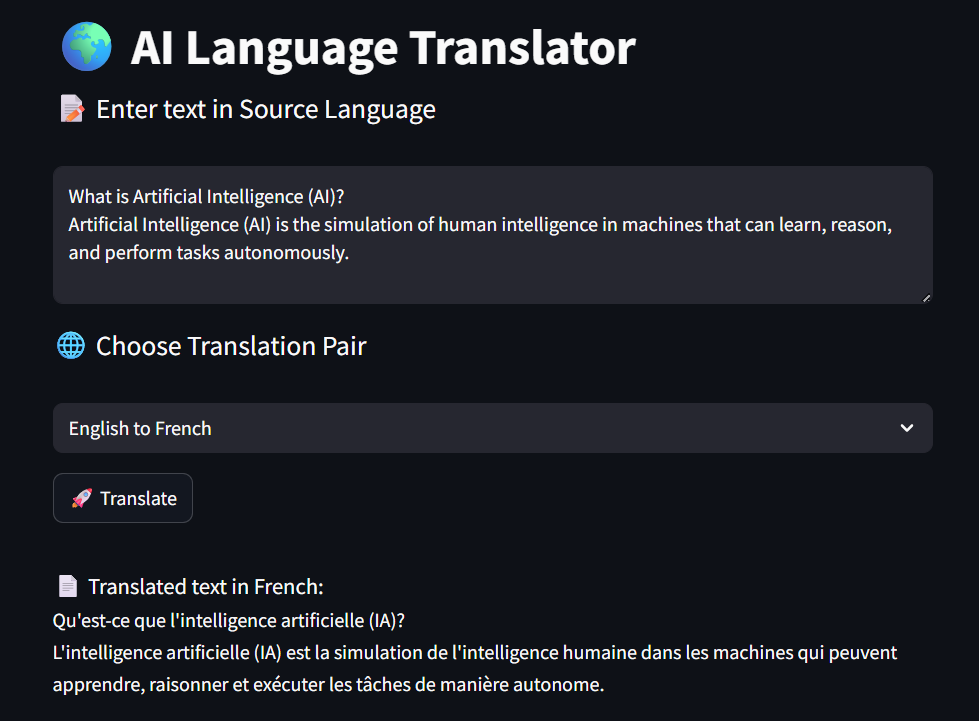 AI Language Translator
Enter text in Source Language
What is Artificial Intelligence (AI)?
Artificial Intelligence (AI) is the simulation of human intelligence in machines that can learn, reason,
and perform tasks autonomously.
Choose Translation Pair
English to French
Translate
Translated text in French:
Qu'est-ce que l'intelligence artificielle (IA)?
L'intelligence artificielle (IA) est la simulation de l'intelligence humaine dans les machines qui peuvent
apprendre, raisonner et exécuter les tâches de manière autonome.